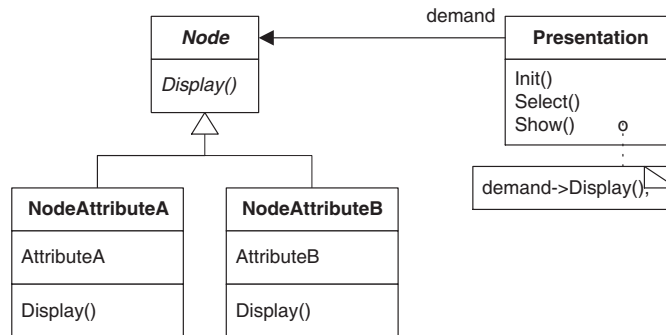 demand
Node
Display()
Presentation
Init()
Select()
Show()
demand->Display(),
NodeAttributeA
AttributeA
Display()
NodeAttributeB
AttributeB
Display()